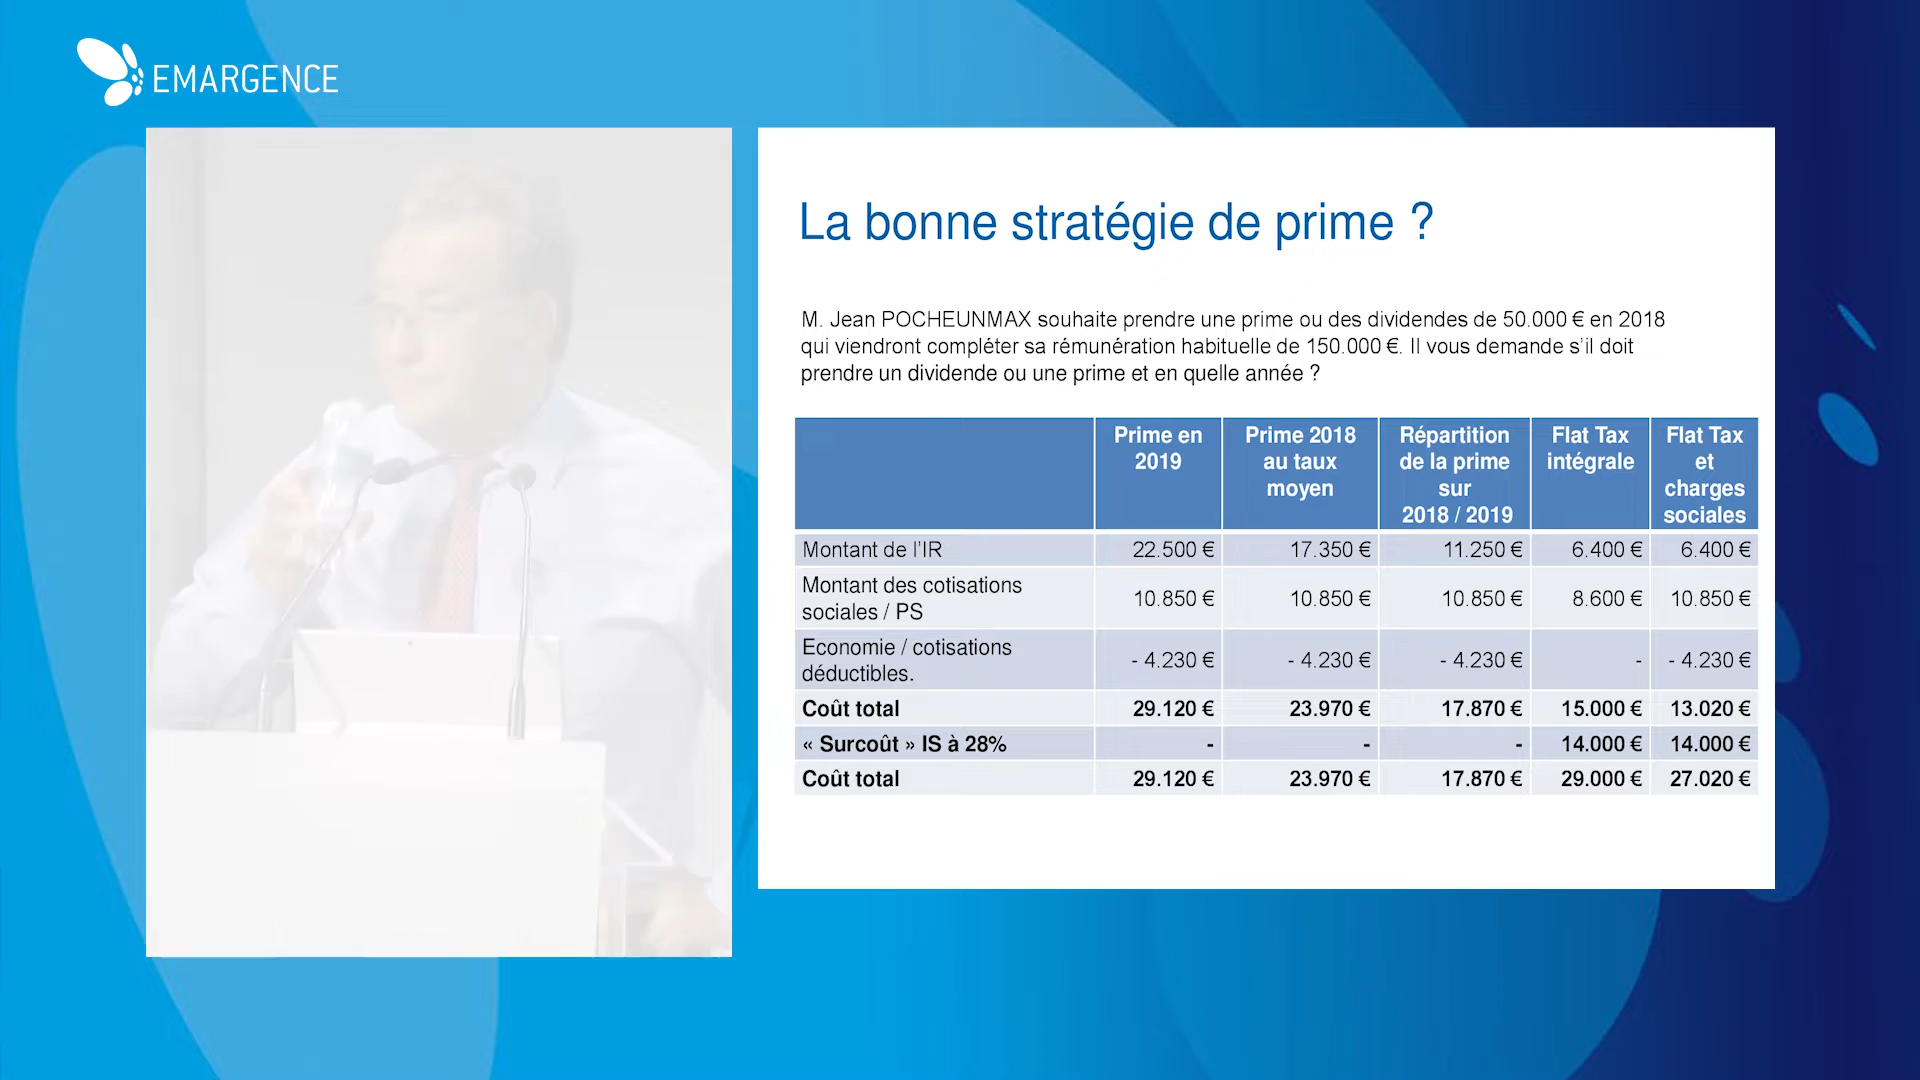 EMARGENCE
La bonne stratégie de prime ?
M. Jean POCHEUNMAX souhaite prendre une prime ou des dividendes de 50.000 € en 2018
qui viendront compléter sa rémunération habituelle de 150.000 €. Il vous demande s’il doit
prendre un dividende ou une prime et en quelle année ?
Prime en 2019 | Prime 2018 au taux moyen | Répartition de la prime sur 2018 / 2019 | Flat Tax intégrale | Flat Tax et charges sociales
Montant de l’IR 22.500 € 17.350 € 11.250 € 6.400 € 6.400 €
Montant des cotisations sociales / PS 10.850 € 10.850 € 10.850 € 8.600 € 10.850 €
Economie / cotisations déductibles. - 4.230 € - 4.230 € - 4.230 € - - 4.230 €
Coût total 29.120 € 23.970 € 17.870 € 15.000 € 13.020 €
« Surcoût » IS à 28% - - - 14.000 € 14.000 €
Coût total 29.120 € 23.970 € 17.870 € 29.000 € 27.020 €